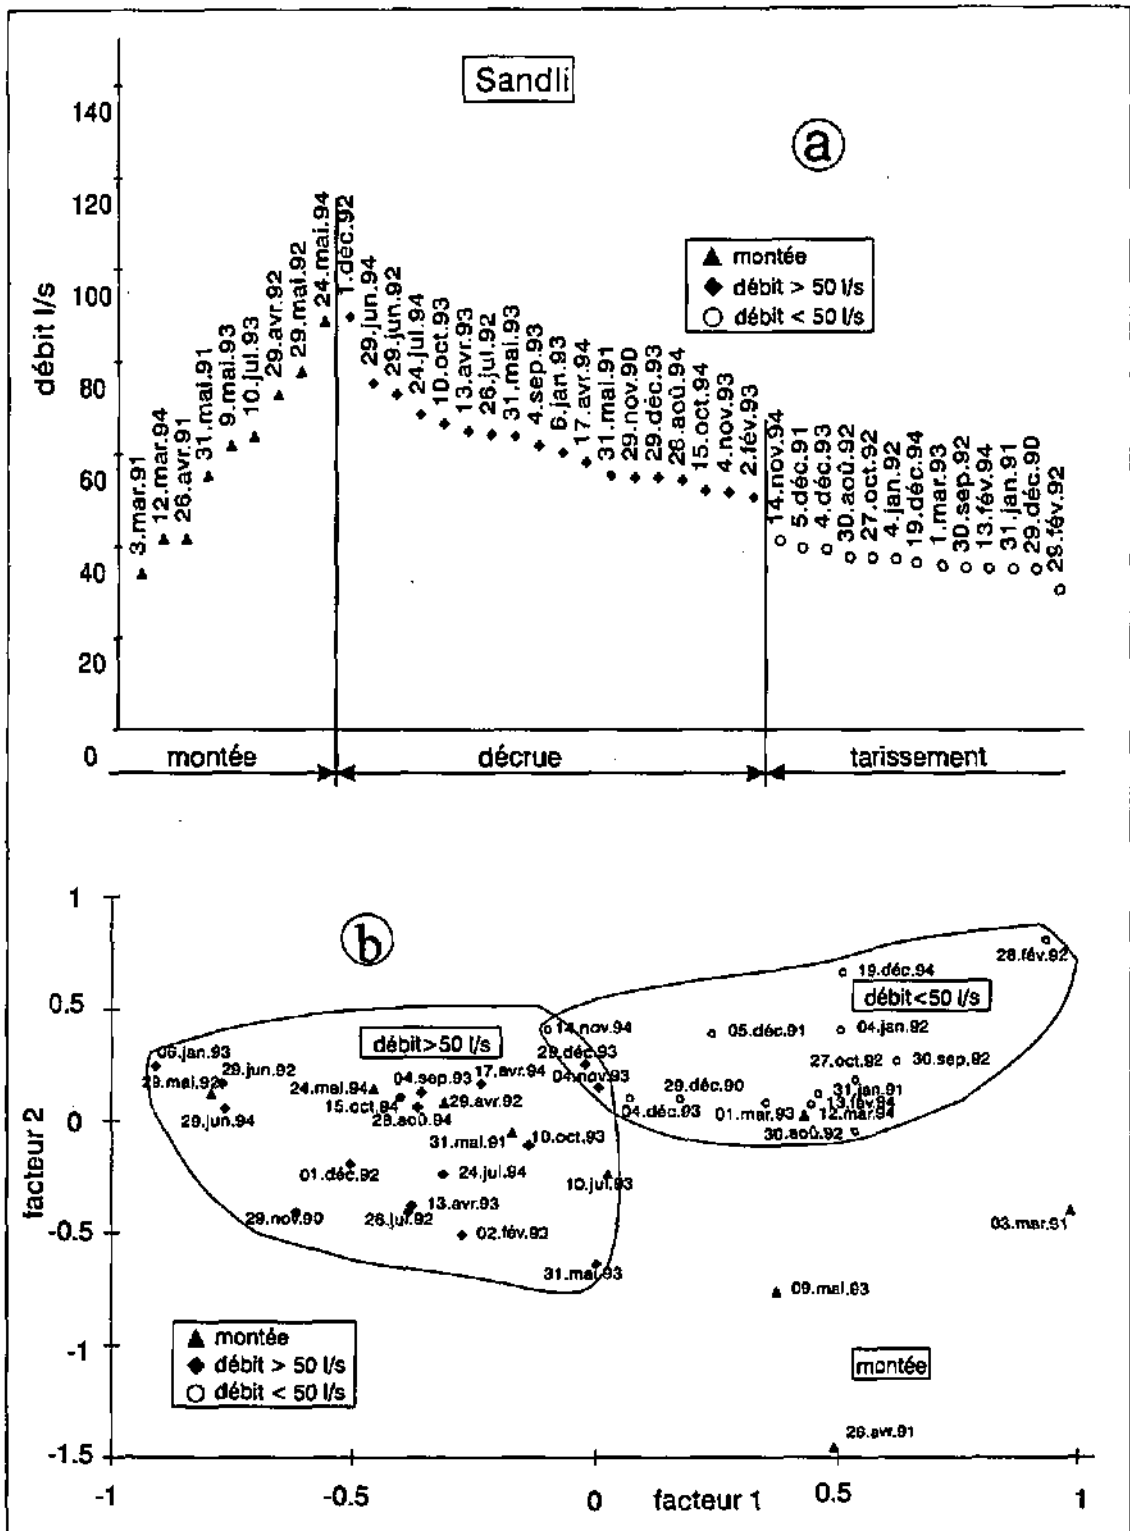 Sandli
a
débit l/s
140
120
100
80
60
40
20
0
▲ montée
◆ débit > 50 l/s
○ débit < 50 l/s
3.mar.91
12.mar.94
26.avr.91
31.mai.91
9.mai.93
10.jul.93
29.avr.92
29.mai.92
24.mai.94
1.déc.92
29.jun.94
29.jun.92
24.jul.94
10.oct.93
13.avr.93
26.jul.92
31.mai.93
4.sep.93
6.jan.93
17.avr.94
31.mai.91
29.nov.90
29.déc.93
28.aoû.94
15.oct.94
4.nov.93
2.fév.93
14.nov.94
5.déc.91
4.déc.93
30.aoû.92
27.oct.92
4.jan.92
19.déc.94
1.mar.93
30.sep.92
13.fév.94
31.jan.91
29.déc.90
28.fév.92
montée
décrue
tarissement
b
facteur 2
1
0.5
0
-0.5
-1
-1.5
28.fév.92
19.déc.94
débit<50 l/s
14.nov.94
05.déc.91
04.jan.92
débit>50 l/s
06.jan.93
29.déc.93
27.oct.92
30.sep.92
29.mai.92
29.jun.92
24.mai.94
04.sep.93
17.avr.94
04.nov.93
29.déc.90
31.jan.91
15.oct.94
29.avr.92
04.déc.93
01.mar.93
13.fév.94
12.mar.94
29.jun.94
28.aoû.94
30.aoû.92
31.mai.91
10.oct.93
01.déc.92
24.jul.94
10.jul.93
29.nov.90
13.avr.93
26.jul.92
02.fév.93
03.mar.91
31.mai.93
09.mai.93
▲ montée
◆ débit > 50 l/s
○ débit < 50 l/s
montée
26.avr.91
-1
-0.5
0
facteur 1
0.5
1